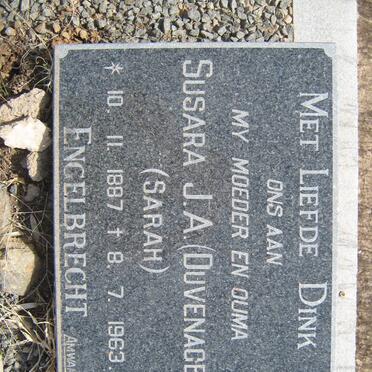 MET LIEFDE DINK
ONS AAN
MY MOEDER EN OUMA
SUSARA J.A. (DUVENAGE
(SARAH)
* 10. 11. 1887 † 8. 7. 1963.
ENGELBRECHT